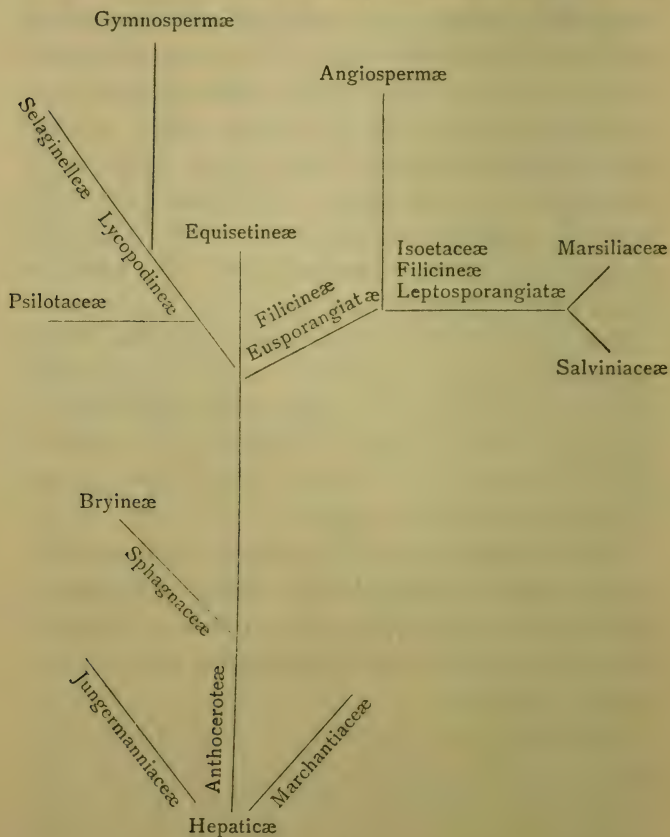 Gymnospermæ
Angiospermæ
Selaginelleæ
Lycopodineæ
Equisetineæ
Isoetaceæ
Filicineæ
Leptosporangiatæ
Marsiliaceæ
Psilotaceæ
Filicineæ
Eusporangiatæ
Salviniaceæ
Bryineæ
Sphagnaceæ
Jungermanniaceæ
Anthoceroteæ
Marchantiaceæ
Hepaticæ